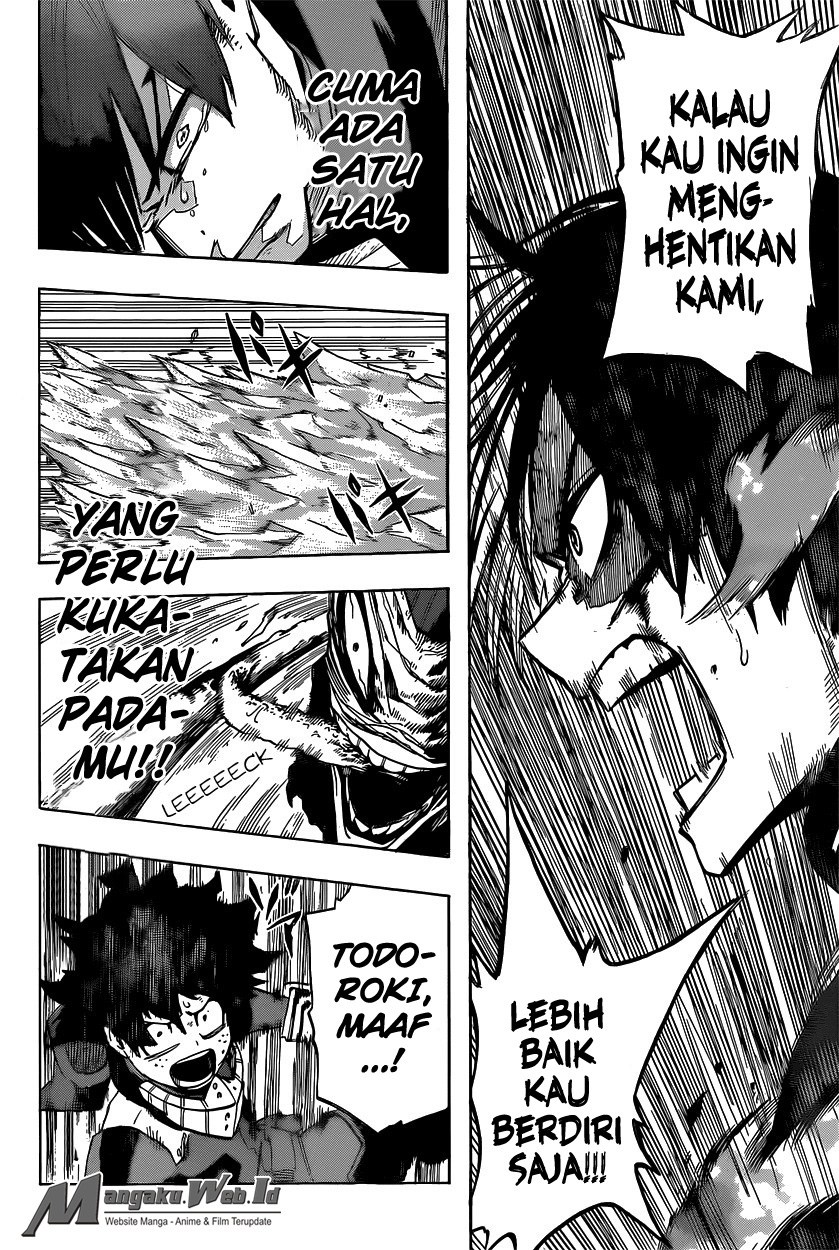 KALAU
KAU INGIN
MENG-
HENTIKAN
KAMI,
LEBIH
BAIK
KAU
BERDIRI
SAJA!!!
CUMA
ADA
SATU
HAL,
YANG
PERLU
KUKA-
TAKAN
PADA-
MU!!
LEEEEEECK
TODO-
ROKI,
MAAF
...!
Mangaku.Web.Id
Website Manga - Anime & Film Terupdate